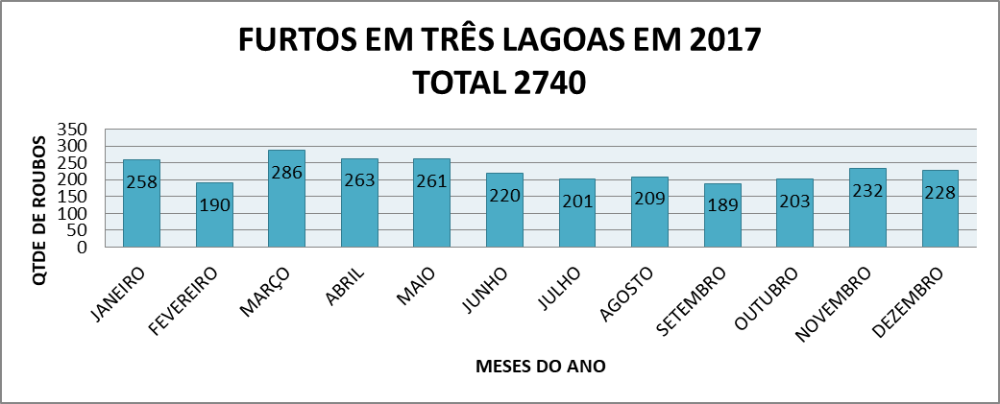 FURTOS EM TRÊS LAGOAS EM 2017
TOTAL 2740
QTDE DE ROUBOS
350
300
250
200
150
100
50
0
258
190
286
263
261
220
201
209
189
203
232
228
JANEIRO
FEVEREIRO
MARÇO
ABRIL
MAIO
JUNHO
JULHO
AGOSTO
SETEMBRO
OUTUBRO
NOVEMBRO
DEZEMBRO
MESES DO ANO